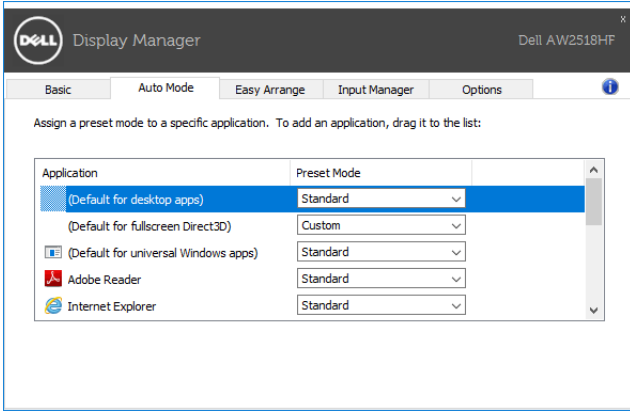 x
DELL Display Manager Dell AW2518HF
Basic Auto Mode Easy Arrange Input Manager Options i
Assign a preset mode to a specific application. To add an application, drag it to the list:
Application Preset Mode
(Default for desktop apps) Standard
(Default for fullscreen Direct3D) Custom
(Default for universal Windows apps) Standard
Adobe Reader Standard
Internet Explorer Standard